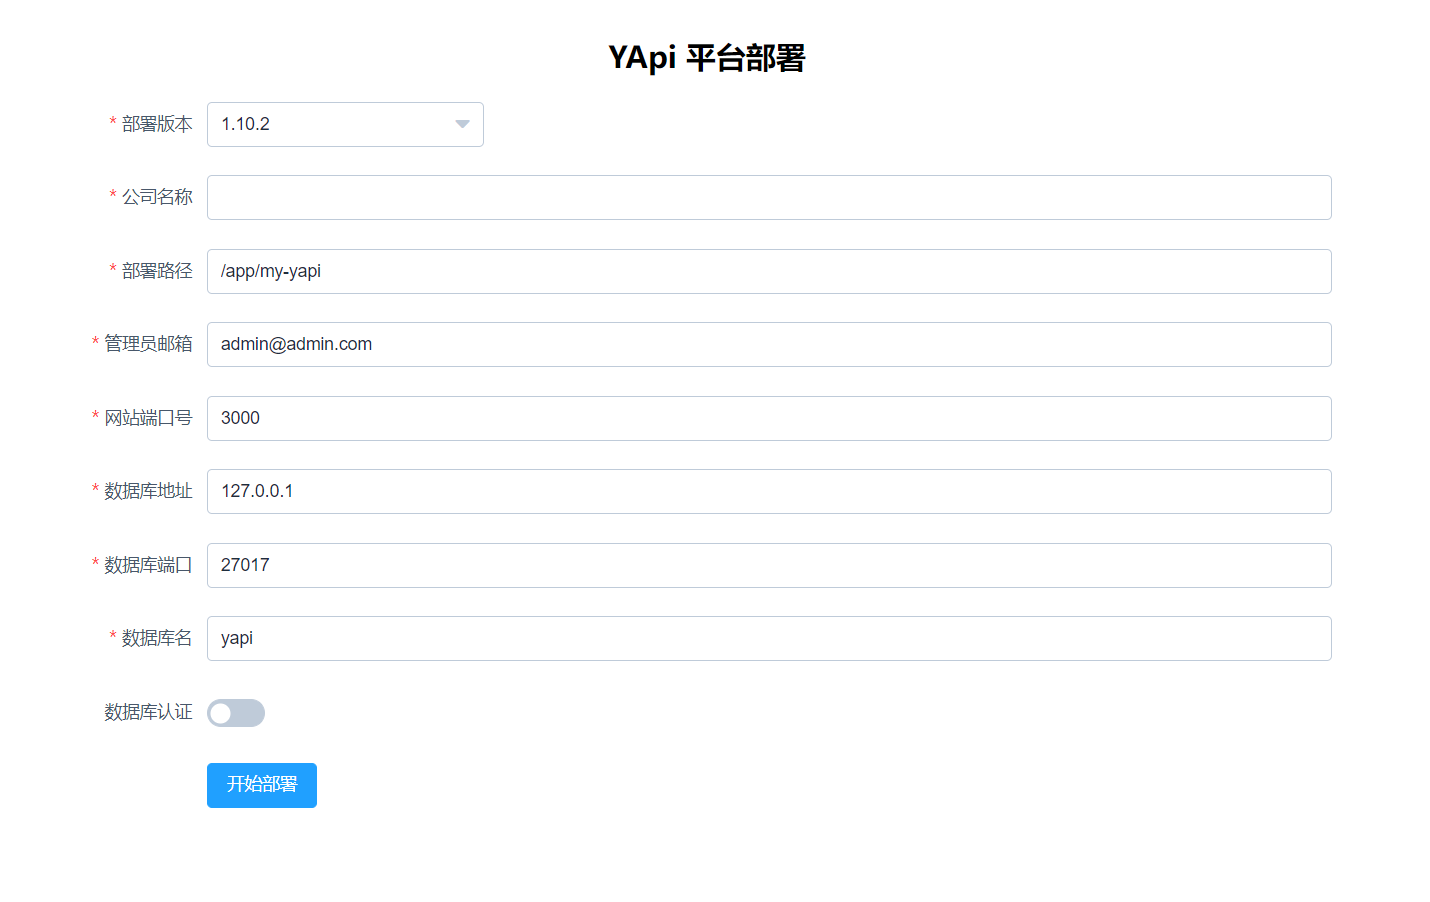 YApi 平台部署
* 部署版本 1.10.2
* 公司名称
* 部署路径 /app/my-yapi
* 管理员邮箱 admin@admin.com
* 网站端口号 3000
* 数据库地址 127.0.0.1
* 数据库端口 27017
* 数据库名 yapi
数据库认证
开始部署